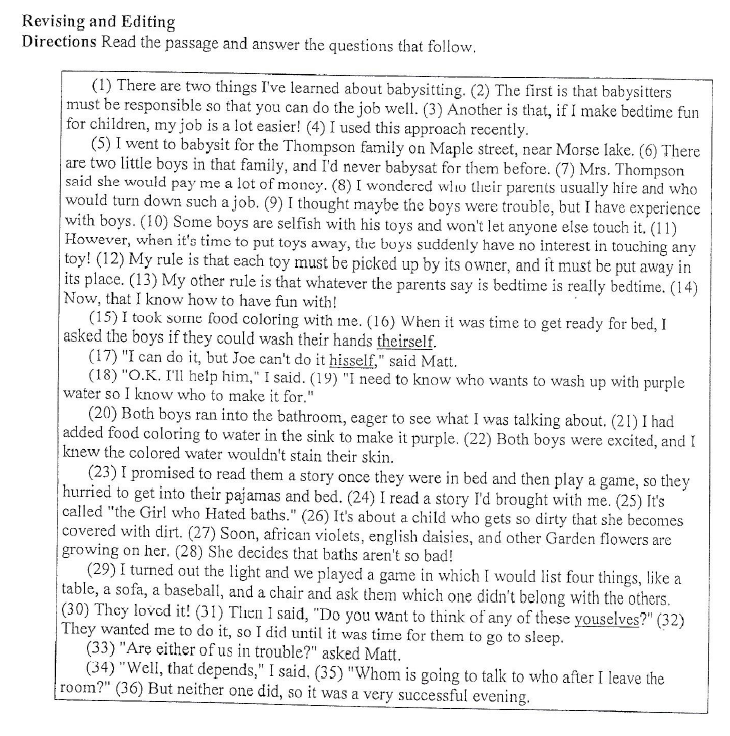 Revising and Editing
Directions Read the passage and answer the questions that follow.
(1) There are two things I've learned about babysitting. (2) The first is that babysitters
must be responsible so that you can do the job well. (3) Another is that, if I make bedtime fun
for children, my job is a lot easier! (4) I used this approach recently.
(5) I went to babysit for the Thompson family on Maple street, near Morse lake. (6) There
are two little boys in that family, and I'd never babysat for them before. (7) Mrs. Thompson
said she would pay me a lot of money. (8) I wondered who their parents usually hire and who
would turn down such a job. (9) I thought maybe the boys were trouble, but I have experience
with boys. (10) Some boys are selfish with his toys and won't let anyone else touch it. (11)
However, when it's time to put toys away, the boys suddenly have no interest in touching any
toy! (12) My rule is that each toy must be picked up by its owner, and it must be put away in
its place. (13) My other rule is that whatever the parents say is bedtime is really bedtime. (14)
Now, that I know how to have fun with!
(15) I took some food coloring with me. (16) When it was time to get ready for bed, I
asked the boys if they could wash their hands theirself.
(17) "I can do it, but Joe can't do it hisself," said Matt.
(18) "O.K. I'll help him," I said. (19) "I need to know who wants to wash up with purple
water so I know who to make it for."
(20) Both boys ran into the bathroom, eager to see what I was talking about. (21) I had
added food coloring to water in the sink to make it purple. (22) Both boys were excited, and I
knew the colored water wouldn't stain their skin.
(23) I promised to read them a story once they were in bed and then play a game, so they
hurried to get into their pajamas and bed. (24) I read a story I'd brought with me. (25) It's
called "the Girl who Hated baths." (26) It's about a child who gets so dirty that she becomes
covered with dirt. (27) Soon, african violets, english daisies, and other Garden flowers are
growing on her. (28) She decides that baths aren't so bad!
(29) I turned out the light and we played a game in which I would list four things, like a
table, a sofa, a baseball, and a chair and ask them which one didn't belong with the others.
(30) They loved it! (31) Then I said, "Do you want to think of any of these youselves?" (32)
They wanted me to do it, so I did until it was time for them to go to sleep.
(33) "Are either of us in trouble?" asked Matt.
(34) "Well, that depends," I said. (35) "Whom is going to talk to who after I leave the
room?" (36) But neither one did, so it was a very successful evening.